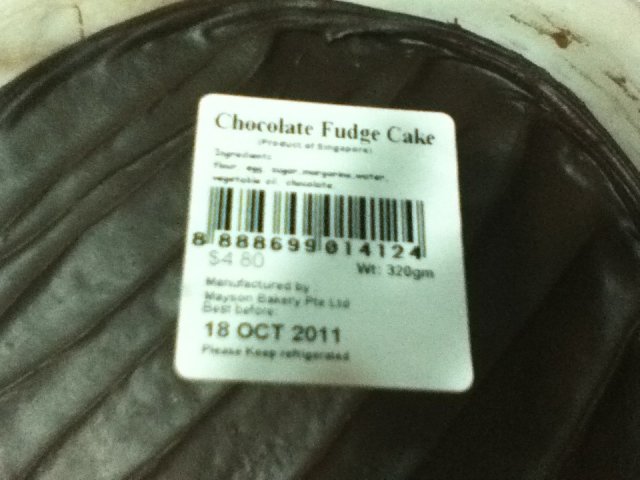 Chocolate Fudge Cake
(Product of Singapore)
Ingredients:
flour, egg, sugar, margarine, water,
vegetable oil, chocolate
8 888699 014124
$4.80
Wt: 320gm
Manufactured by
Mayson Bakery Pte Ltd
Best before:
18 OCT 2011
Please Keep refrigerated